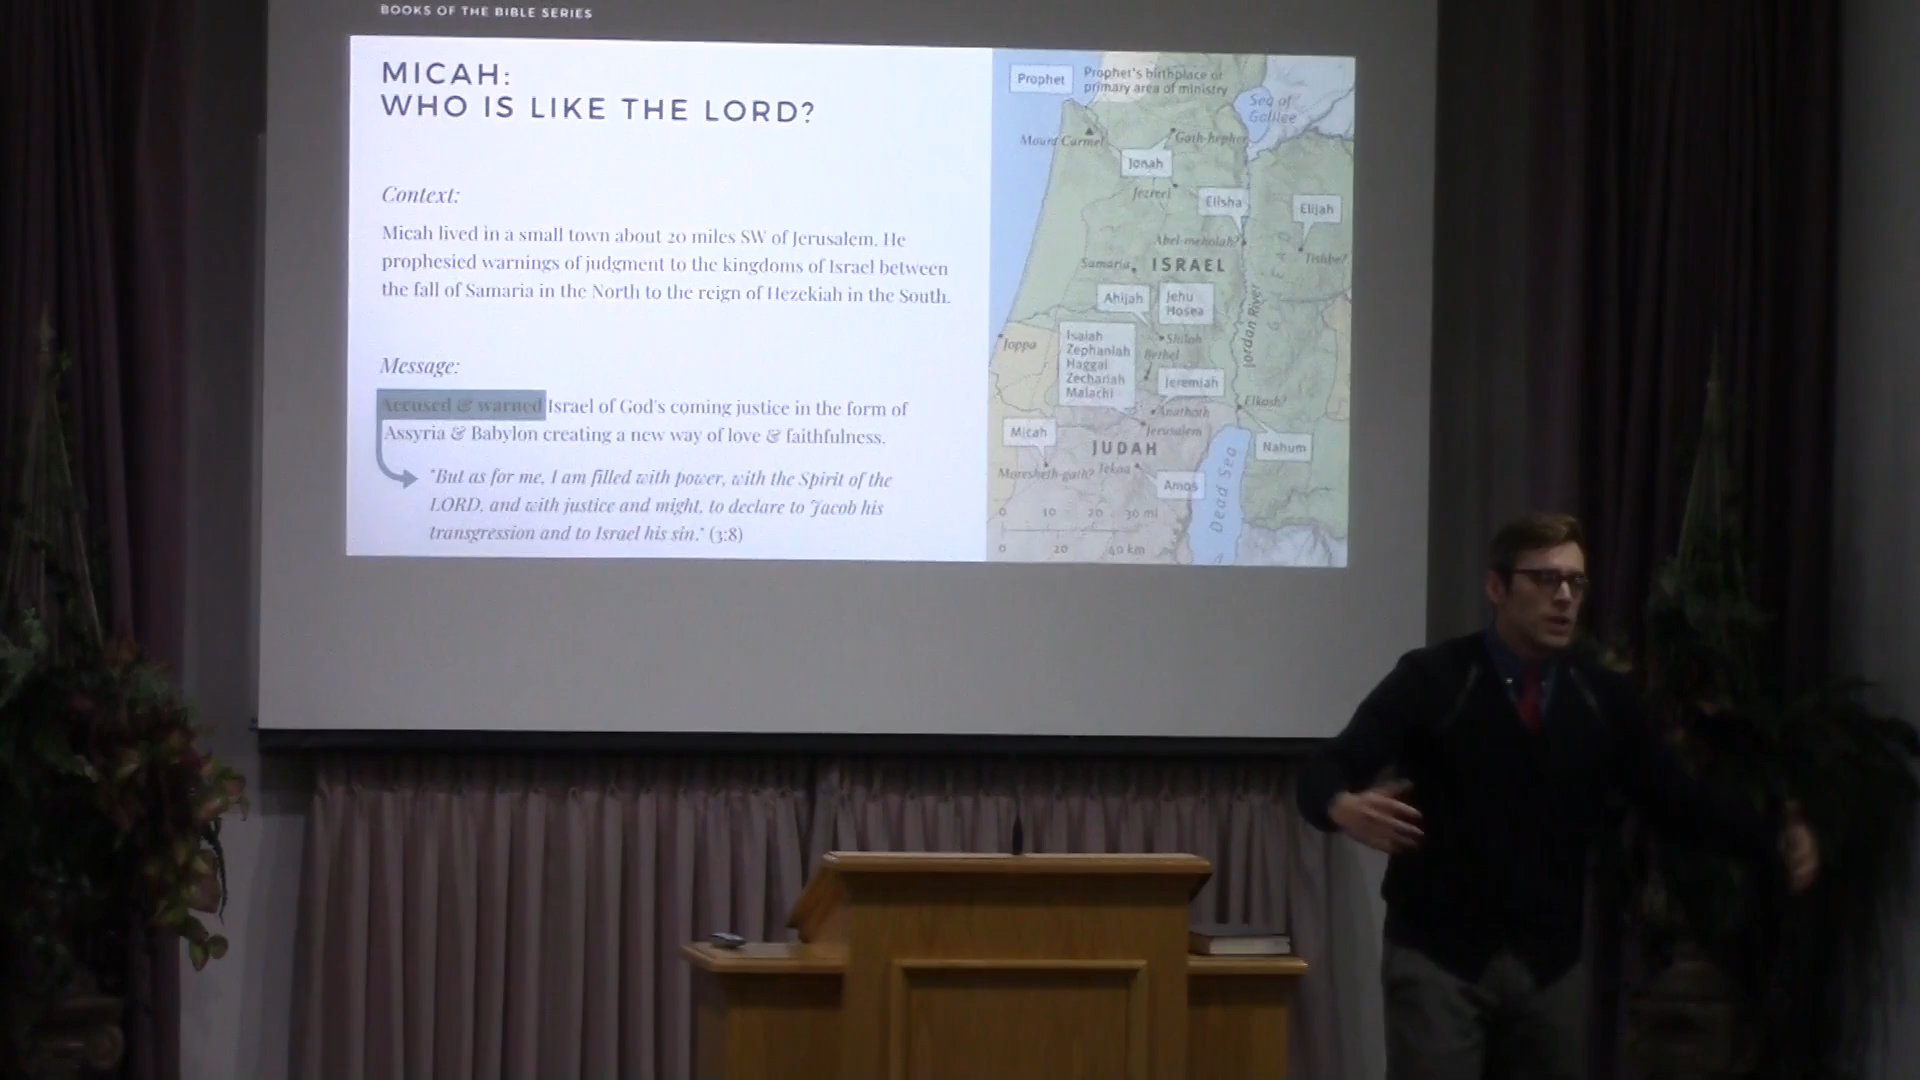 BOOKS OF THE BIBLE SERIES
MICAH:
WHO IS LIKE THE LORD?
Context:
Micah lived in a small town about 20 miles SW of Jerusalem. He
prophesied warnings of judgment to the kingdoms of Israel between
the fall of Samaria in the North to the reign of Hezekiah in the South.
Message:
Accused & warned Israel of God's coming justice in the form of
Assyria & Babylon creating a new way of love & faithfulness.
"But as for me, I am filled with power, with the Spirit of the
LORD, and with justice and might, to declare to Jacob his
transgression and to Israel his sin." (3:8)
Prophet
Prophet's birthplace or
primary area of ministry
Sea of
Galilee
Mount Carmel
Gath-hepher
Jonah
Jezreel
Elisha
Elijah
Abel-meholah?
Tishbe?
Samaria
ISRAEL
Ahijah
Jehu
Hosea
Jordan River
Joppa
Isaiah
Zephaniah
Haggai
Zechariah
Malachi
Shiloh
Bethel
Jeremiah
Anathoth
Elkosh?
Jerusalem
Micah
JUDAH
Nahum
Moresheth-gath?
Tekoa
Amos
Dead Sea
0 10 20 30 mi
0 20 40 km